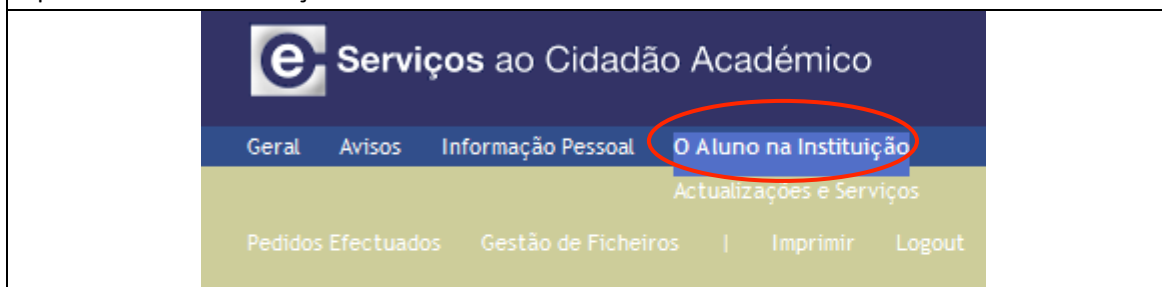 e Serviços ao Cidadão Académico
Geral Avisos Informação Pessoal O Aluno na Instituição
Actualizações e Serviços
Pedidos Efectuados Gestão de Ficheiros | Imprimir Logout